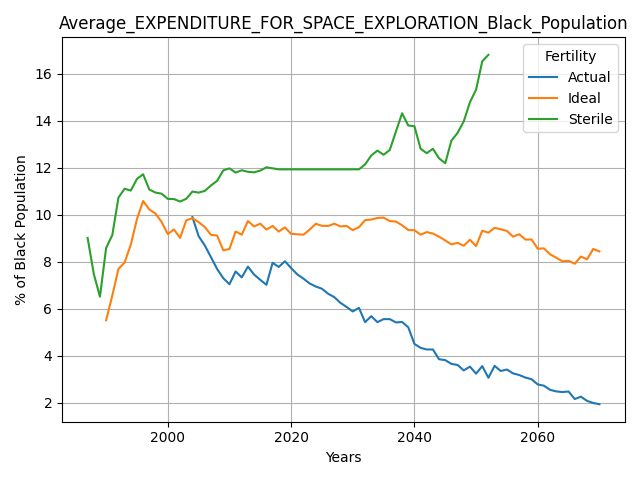 Average_EXPENDITURE_FOR_SPACE_EXPLORATION_Black_Population
Fertility
Actual
Ideal
Sterile
% of Black Population
16
14
12
10
8
6
4
2
2000
2020
2040
2060
Years